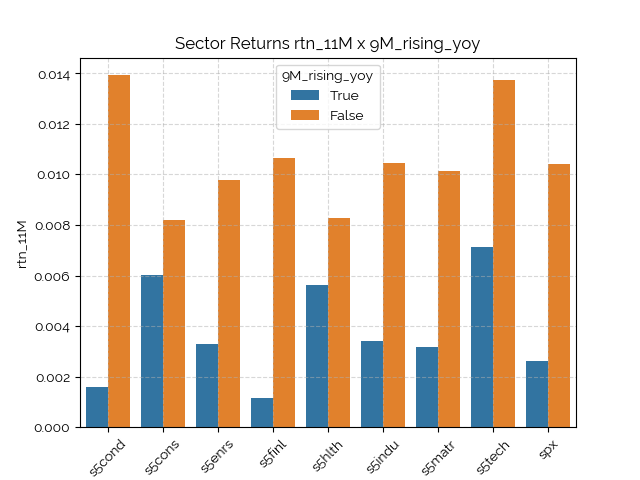 Sector Returns rtn_11M x 9M_rising_yoy
9M_rising_yoy
True
False
rtn_11M
0.014
0.012
0.010
0.008
0.006
0.004
0.002
0.000
s5cond
s5cons
s5enrs
s5finl
s5hlth
s5indu
s5matr
s5tech
spx